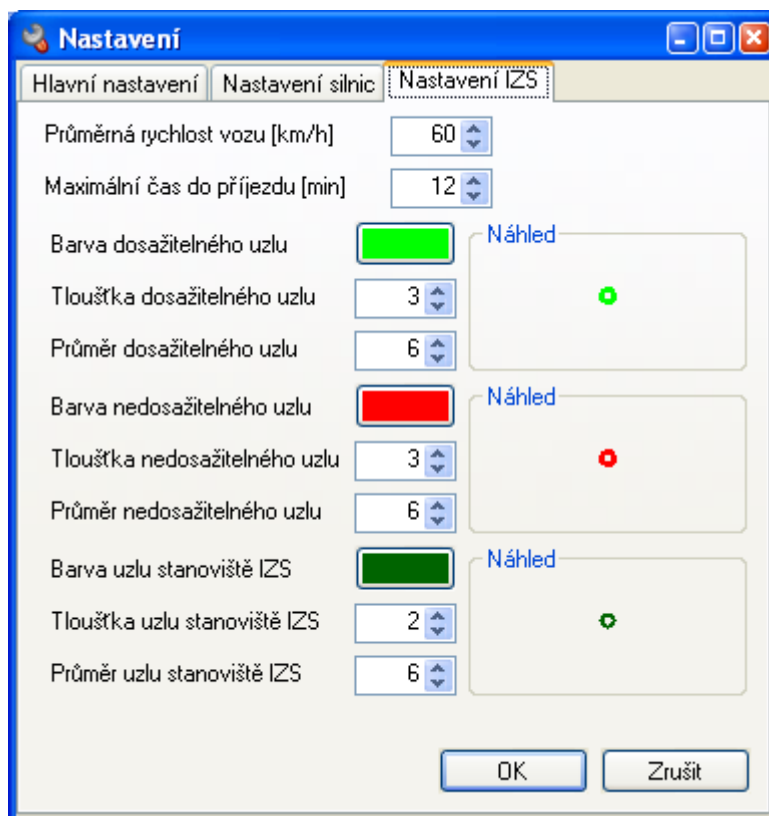 Nastavení
Hlavní nastavení Nastavení silnic Nastavení IZS
Průměrná rychlost vozu [km/h] 60
Maximální čas do příjezdu [min] 12
Barva dosažitelného uzlu Náhled
Tloušťka dosažitelného uzlu 3
Průměr dosažitelného uzlu 6
Barva nedosažitelného uzlu Náhled
Tloušťka nedosažitelného uzlu 3
Průměr nedosažitelného uzlu 6
Barva uzlu stanoviště IZS Náhled
Tloušťka uzlu stanoviště IZS 2
Průměr uzlu stanoviště IZS 6
OK Zrušit